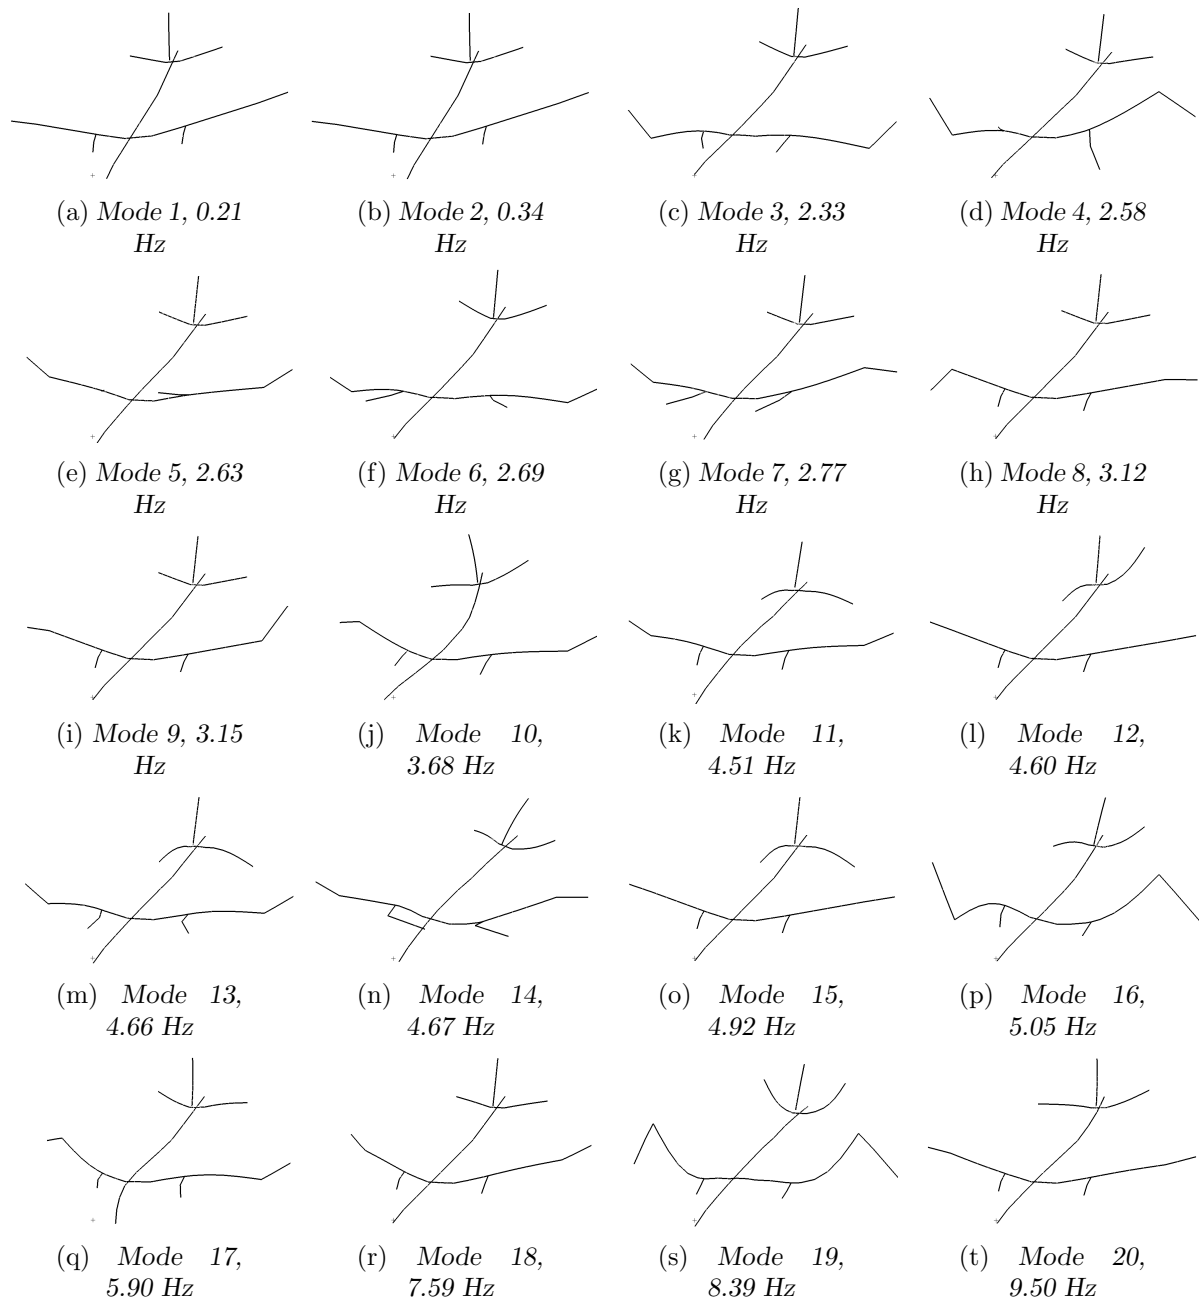 (a) Mode 1, 0.21
Hz
(b) Mode 2, 0.34
Hz
(c) Mode 3, 2.33
Hz
(d) Mode 4, 2.58
Hz
(e) Mode 5, 2.63
Hz
(f) Mode 6, 2.69
Hz
(g) Mode 7, 2.77
Hz
(h) Mode 8, 3.12
Hz
(i) Mode 9, 3.15
Hz
(j) Mode 10,
3.68 Hz
(k) Mode 11,
4.51 Hz
(l) Mode 12,
4.60 Hz
(m) Mode 13,
4.66 Hz
(n) Mode 14,
4.67 Hz
(o) Mode 15,
4.92 Hz
(p) Mode 16,
5.05 Hz
(q) Mode 17,
5.90 Hz
(r) Mode 18,
7.59 Hz
(s) Mode 19,
8.39 Hz
(t) Mode 20,
9.50 Hz